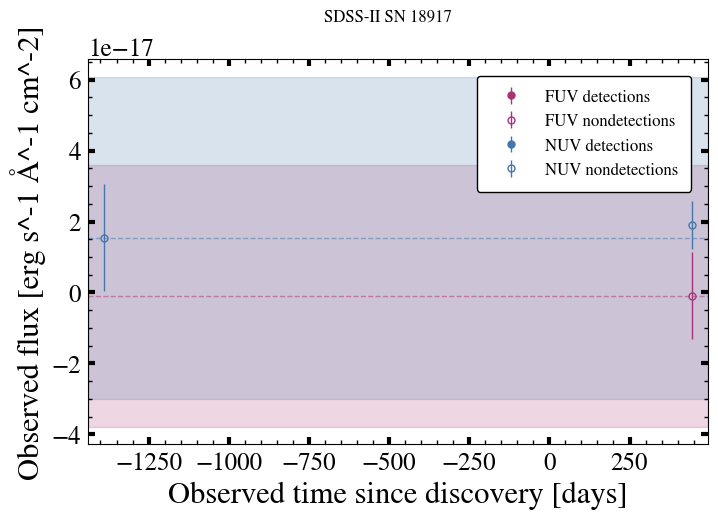 SDSS-II SN 18917
1e−17
6
4
2
0
−2
−4
Observed flux [erg s^-1 Å^-1 cm^-2]
FUV detections
FUV nondetections
NUV detections
NUV nondetections
−1250 −1000 −750 −500 −250 0 250
Observed time since discovery [days]